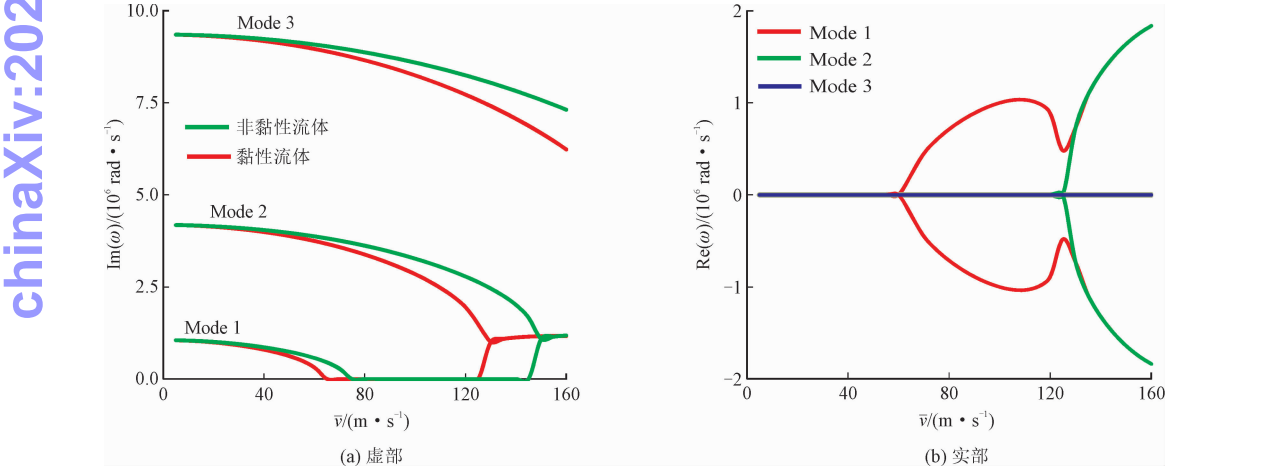 chinaXiv:202
10.0
7.5
5.0
2.5
0.0
Im(ω)/(10⁶ rad • s⁻¹)
Mode 3
非黏性流体
黏性流体
Mode 2
Mode 1
0 40 80 120 160
v̄/(m • s⁻¹)
(a) 虚部
2
1
0
−1
−2
Re(ω)/(10⁶ rad • s⁻¹)
Mode 1
Mode 2
Mode 3
0 40 80 120 160
v̄/(m • s⁻¹)
(b) 实部